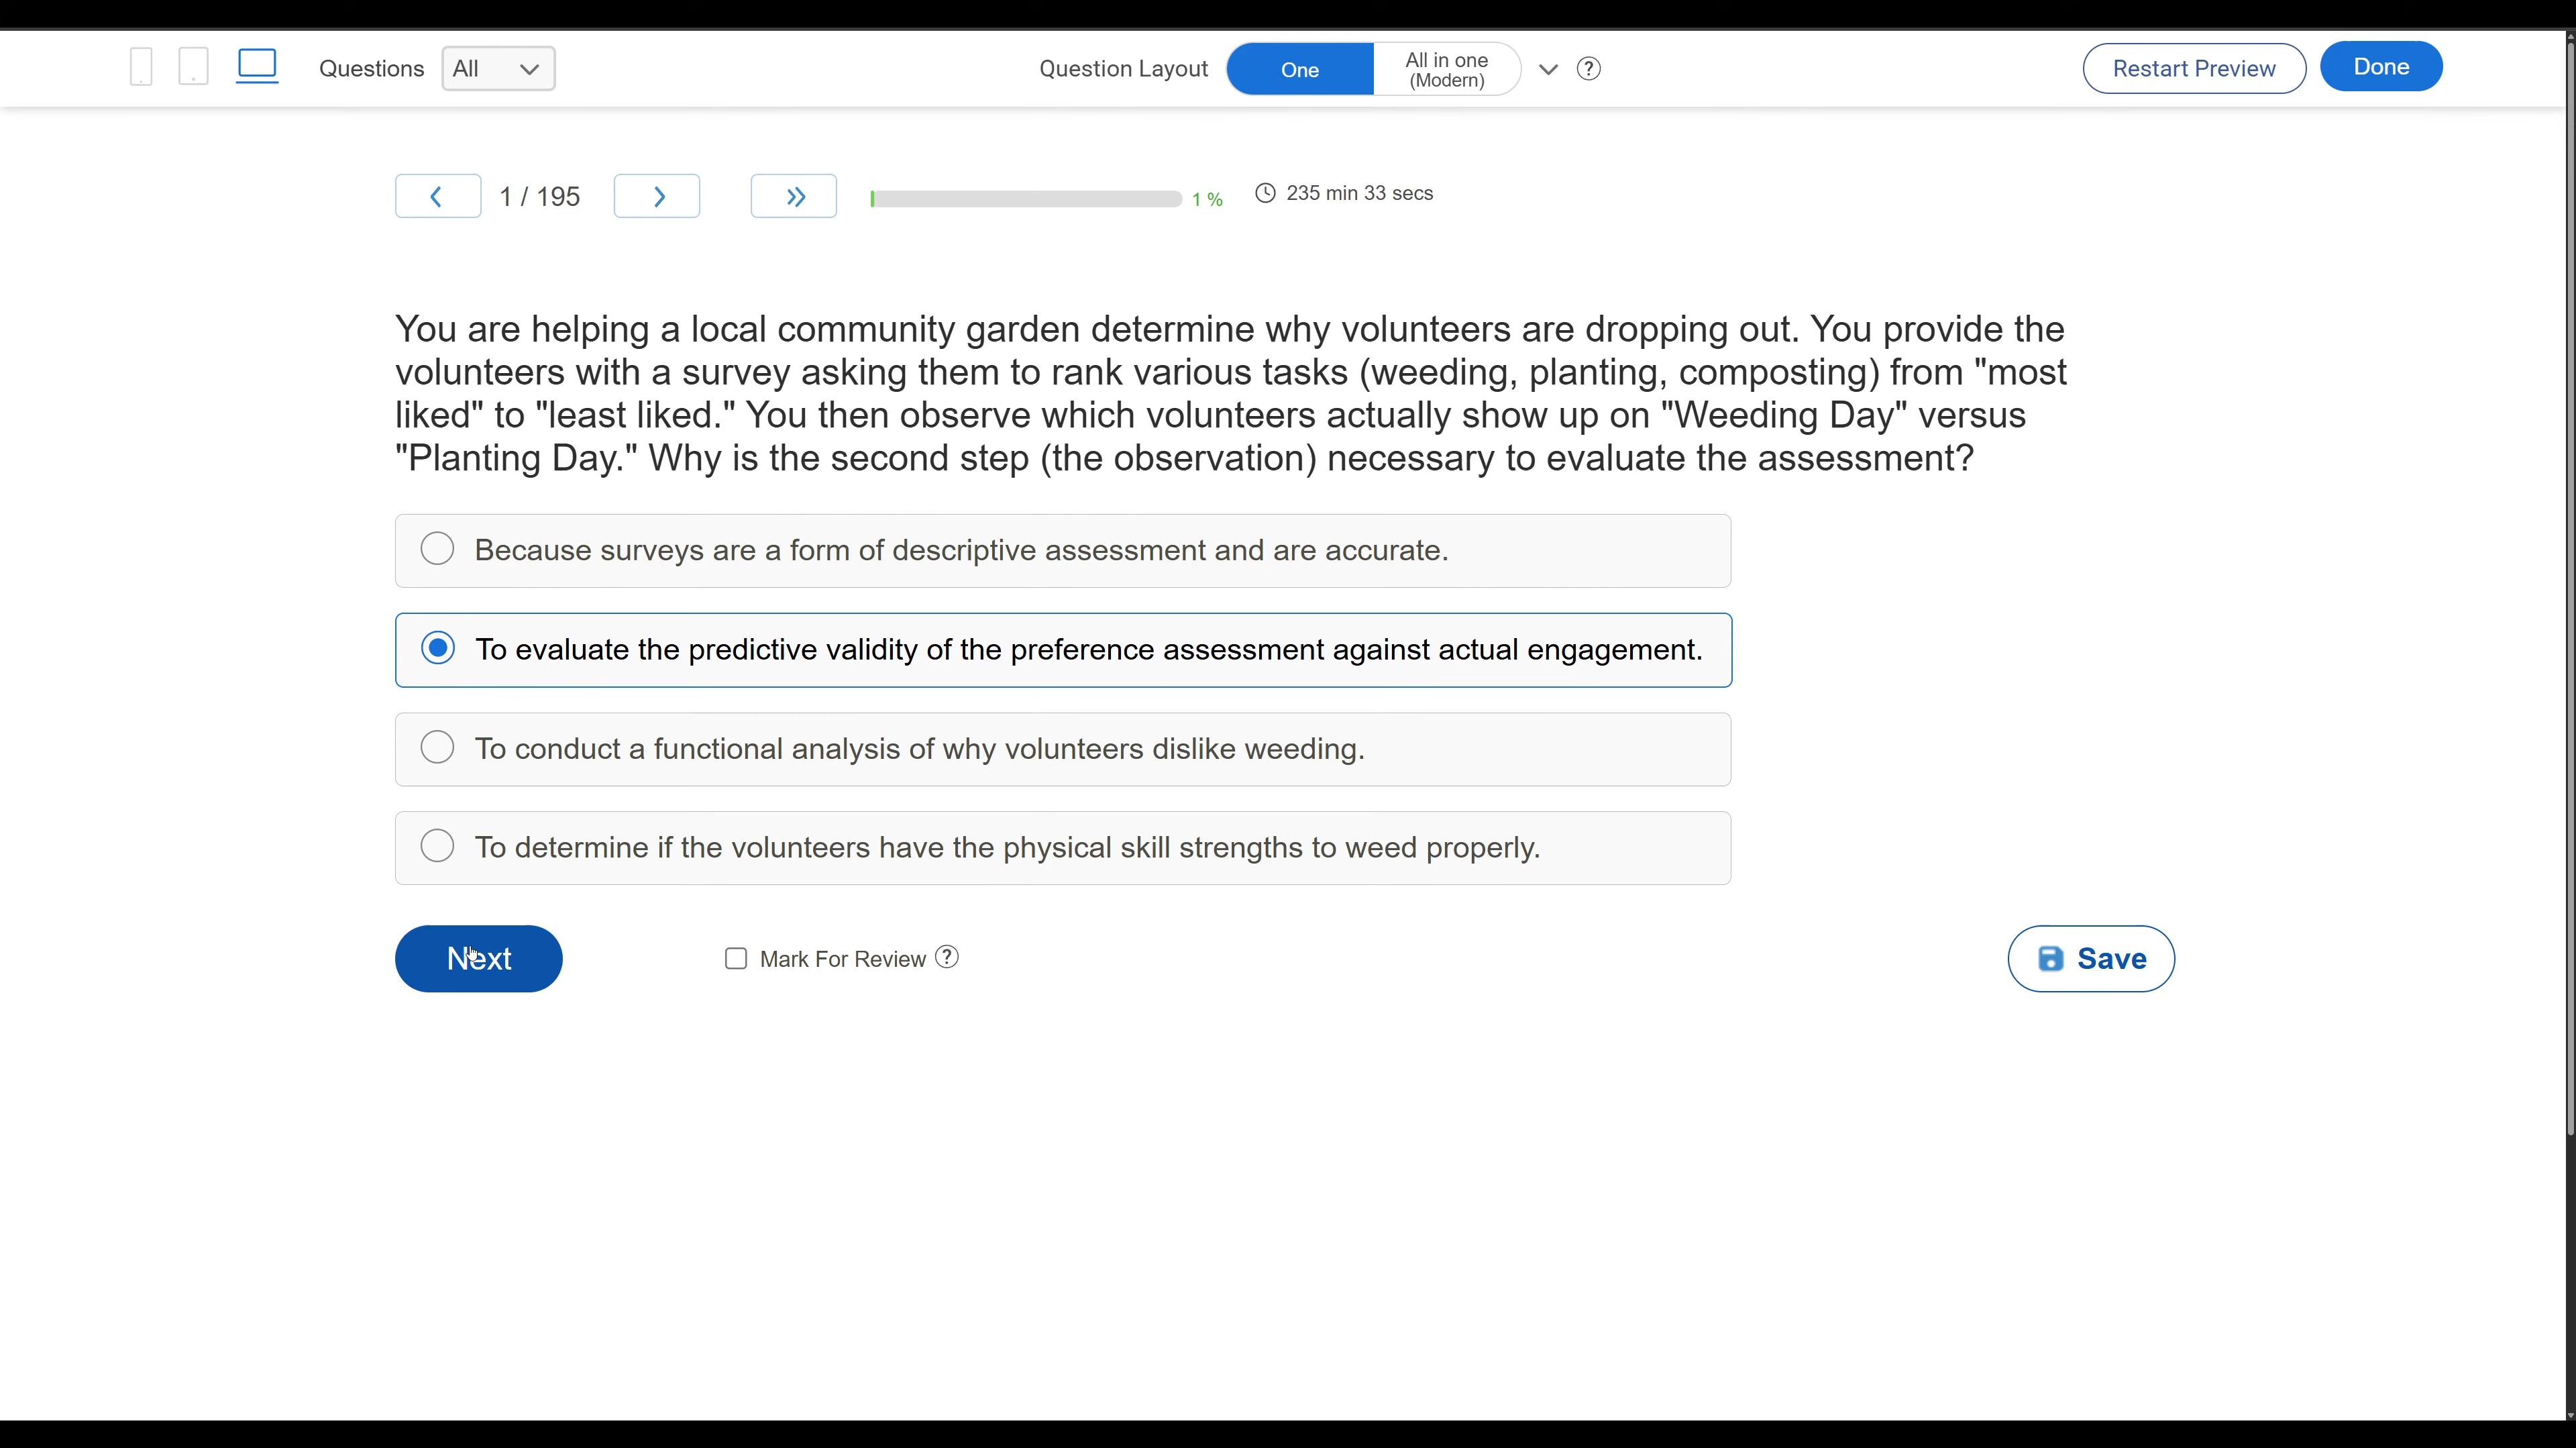 Questions All Question Layout One All in one (Modern) ? Restart Preview Done
1 / 195 1 % 235 min 33 secs
You are helping a local community garden determine why volunteers are dropping out. You provide the
volunteers with a survey asking them to rank various tasks (weeding, planting, composting) from "most
liked" to "least liked." You then observe which volunteers actually show up on "Weeding Day" versus
"Planting Day." Why is the second step (the observation) necessary to evaluate the assessment?
Because surveys are a form of descriptive assessment and are accurate.
To evaluate the predictive validity of the preference assessment against actual engagement.
To conduct a functional analysis of why volunteers dislike weeding.
To determine if the volunteers have the physical skill strengths to weed properly.
Next Mark For Review ? Save